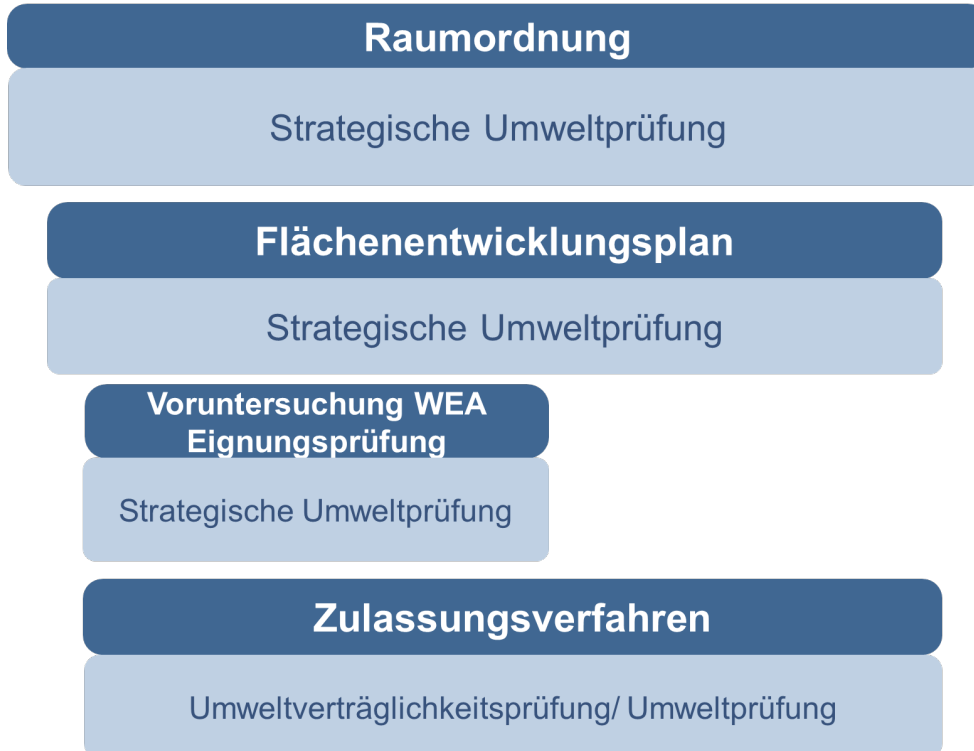 Raumordnung
Strategische Umweltprüfung
Flächenentwicklungsplan
Strategische Umweltprüfung
Voruntersuchung WEA
Eignungsprüfung
Strategische Umweltprüfung
Zulassungsverfahren
Umweltverträglichkeitsprüfung/ Umweltprüfung